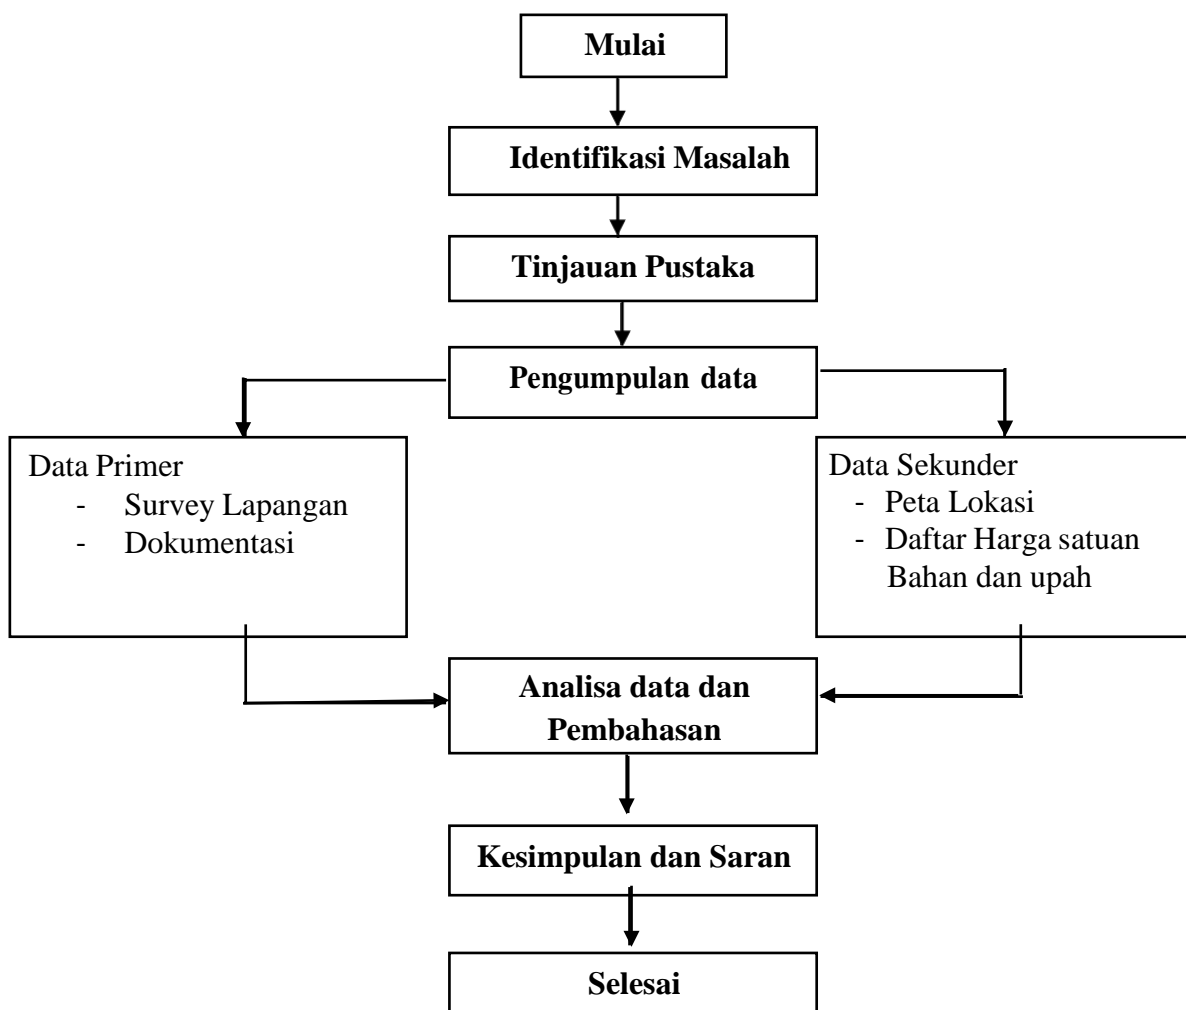 Mulai
Identifikasi Masalah
Tinjauan Pustaka
Pengumpulan data
Data Primer
- Survey Lapangan
- Dokumentasi
Data Sekunder
- Peta Lokasi
- Daftar Harga satuan
Bahan dan upah
Analisa data dan
Pembahasan
Kesimpulan dan Saran
Selesai